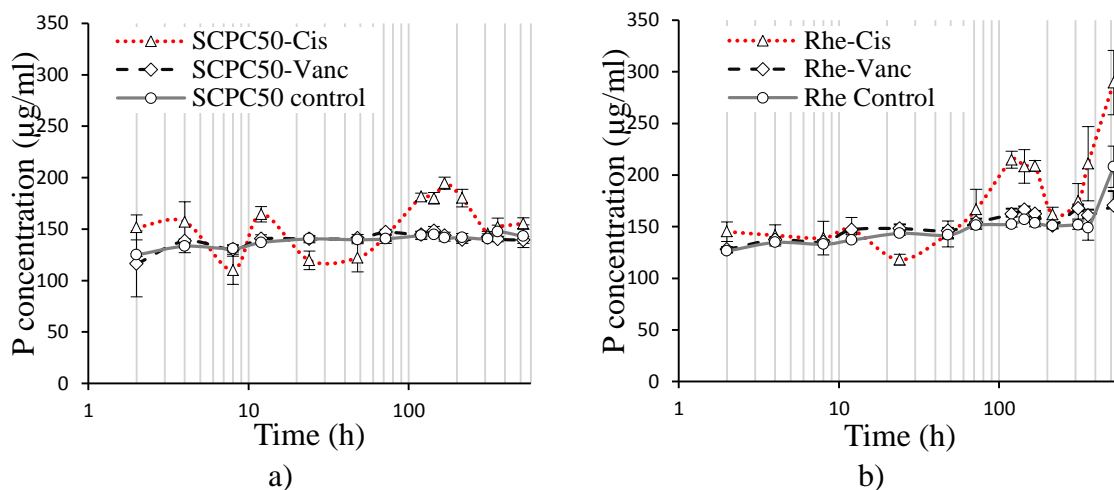 P concentration (µg/ml)
350
300
250
200
150
100
50
0
SCPC50-Cis
SCPC50-Vanc
SCPC50 control
1
10
100
Time (h)
a)
P concentration (µg/ml)
350
300
250
200
150
100
50
0
Rhe-Cis
Rhe-Vanc
Rhe Control
1
10
100
Time (h)
b)